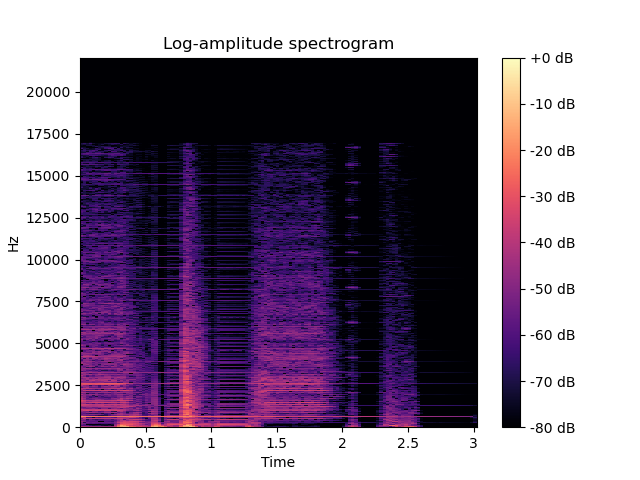 Log-amplitude spectrogram
+0 dB
20000
-10 dB
17500
-20 dB
15000
-30 dB
12500
Hz
-40 dB
10000
-50 dB
7500
-60 dB
5000
-70 dB
2500
0
-80 dB
0 0.5 1 1.5 2 2.5 3
Time